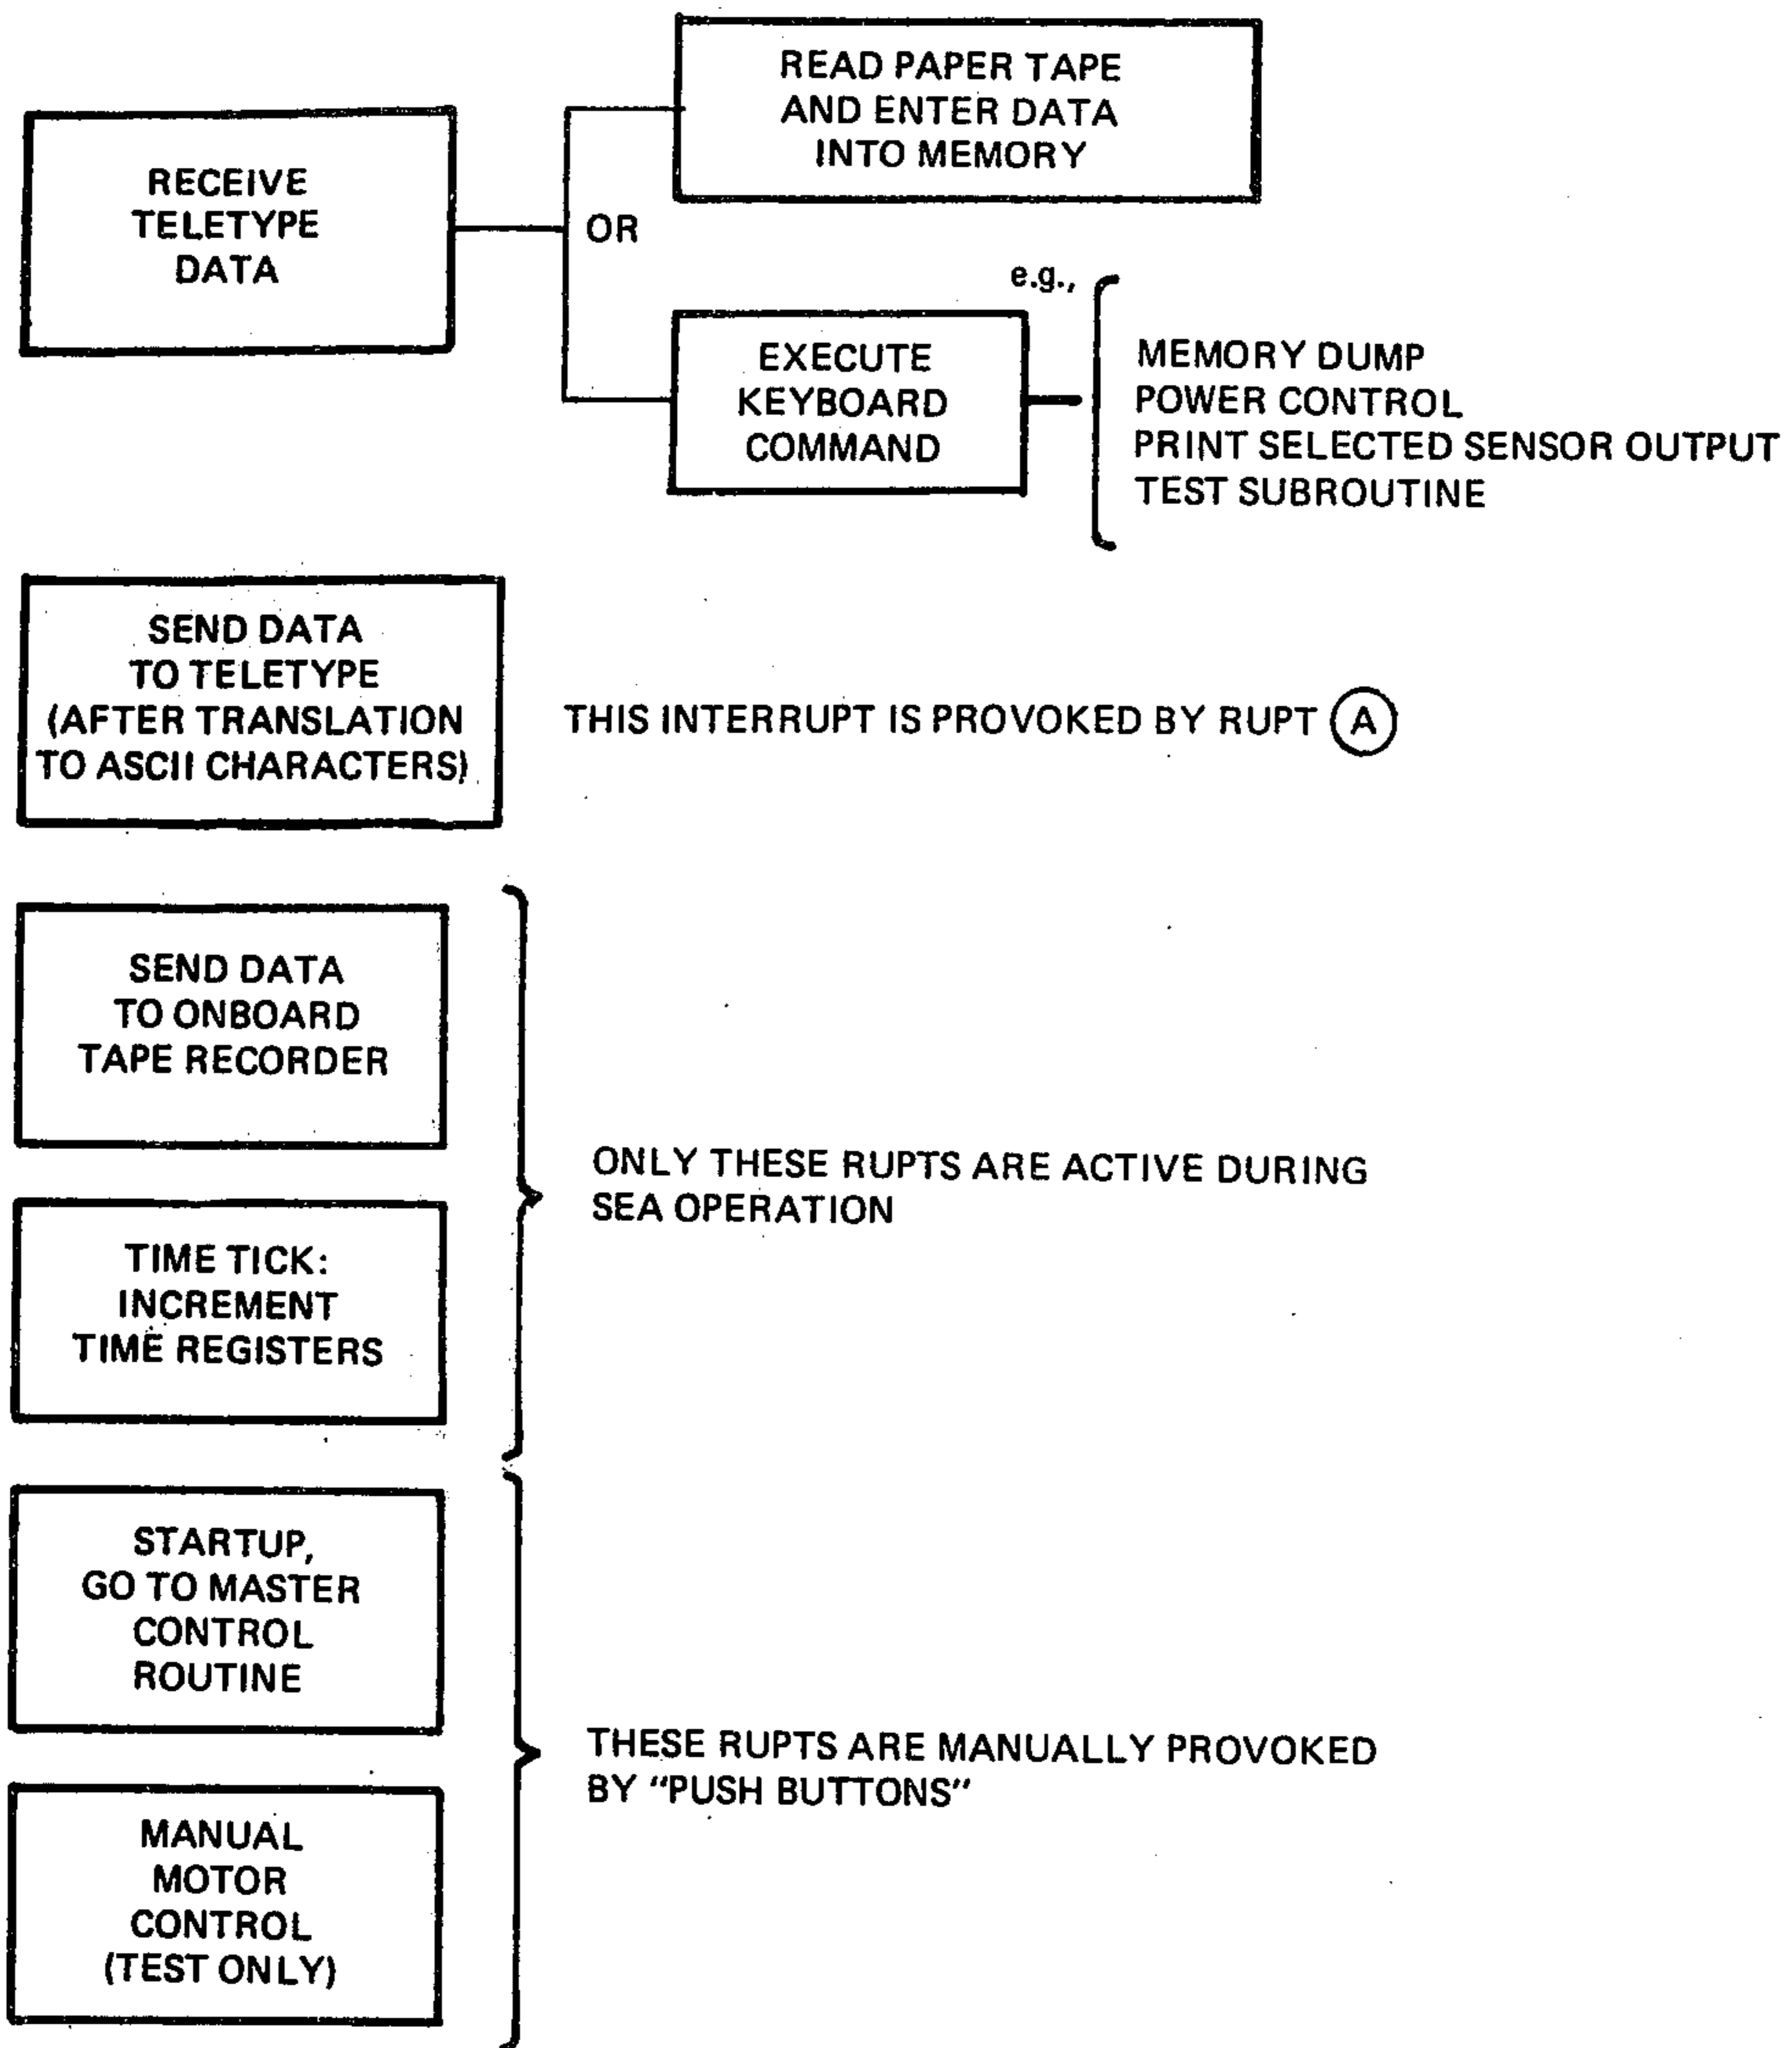 READ PAPER TAPE
AND ENTER DATA
INTO MEMORY
RECEIVE
TELETYPE
DATA
OR
e.g.,
EXECUTE
KEYBOARD
COMMAND
MEMORY DUMP
POWER CONTROL
PRINT SELECTED SENSOR OUTPUT
TEST SUBROUTINE
SEND DATA
TO TELETYPE
(AFTER TRANSLATION
TO ASCII CHARACTERS)
THIS INTERRUPT IS PROVOKED BY RUPT A
SEND DATA
TO ONBOARD
TAPE RECORDER
ONLY THESE RUPTS ARE ACTIVE DURING
SEA OPERATION
TIME TICK:
INCREMENT
TIME REGISTERS
STARTUP,
GO TO MASTER
CONTROL
ROUTINE
THESE RUPTS ARE MANUALLY PROVOKED
BY "PUSH BUTTONS"
MANUAL
MOTOR
CONTROL
(TEST ONLY)